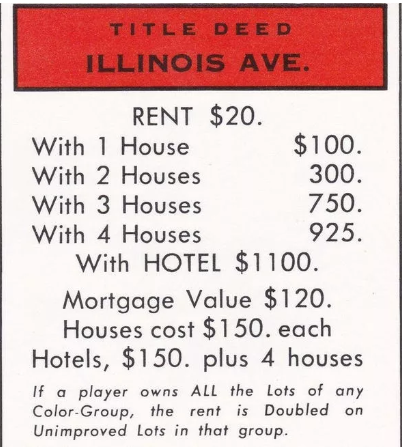 TITLE DEED
ILLINOIS AVE.
RENT $20.
With 1 House $100.
With 2 Houses 300.
With 3 Houses 750.
With 4 Houses 925.
With HOTEL $1100.
Mortgage Value $120.
Houses cost $150. each
Hotels, $150. plus 4 houses
If a player owns ALL the Lots of any
Color-Group, the rent is Doubled on
Unimproved Lots in that group.